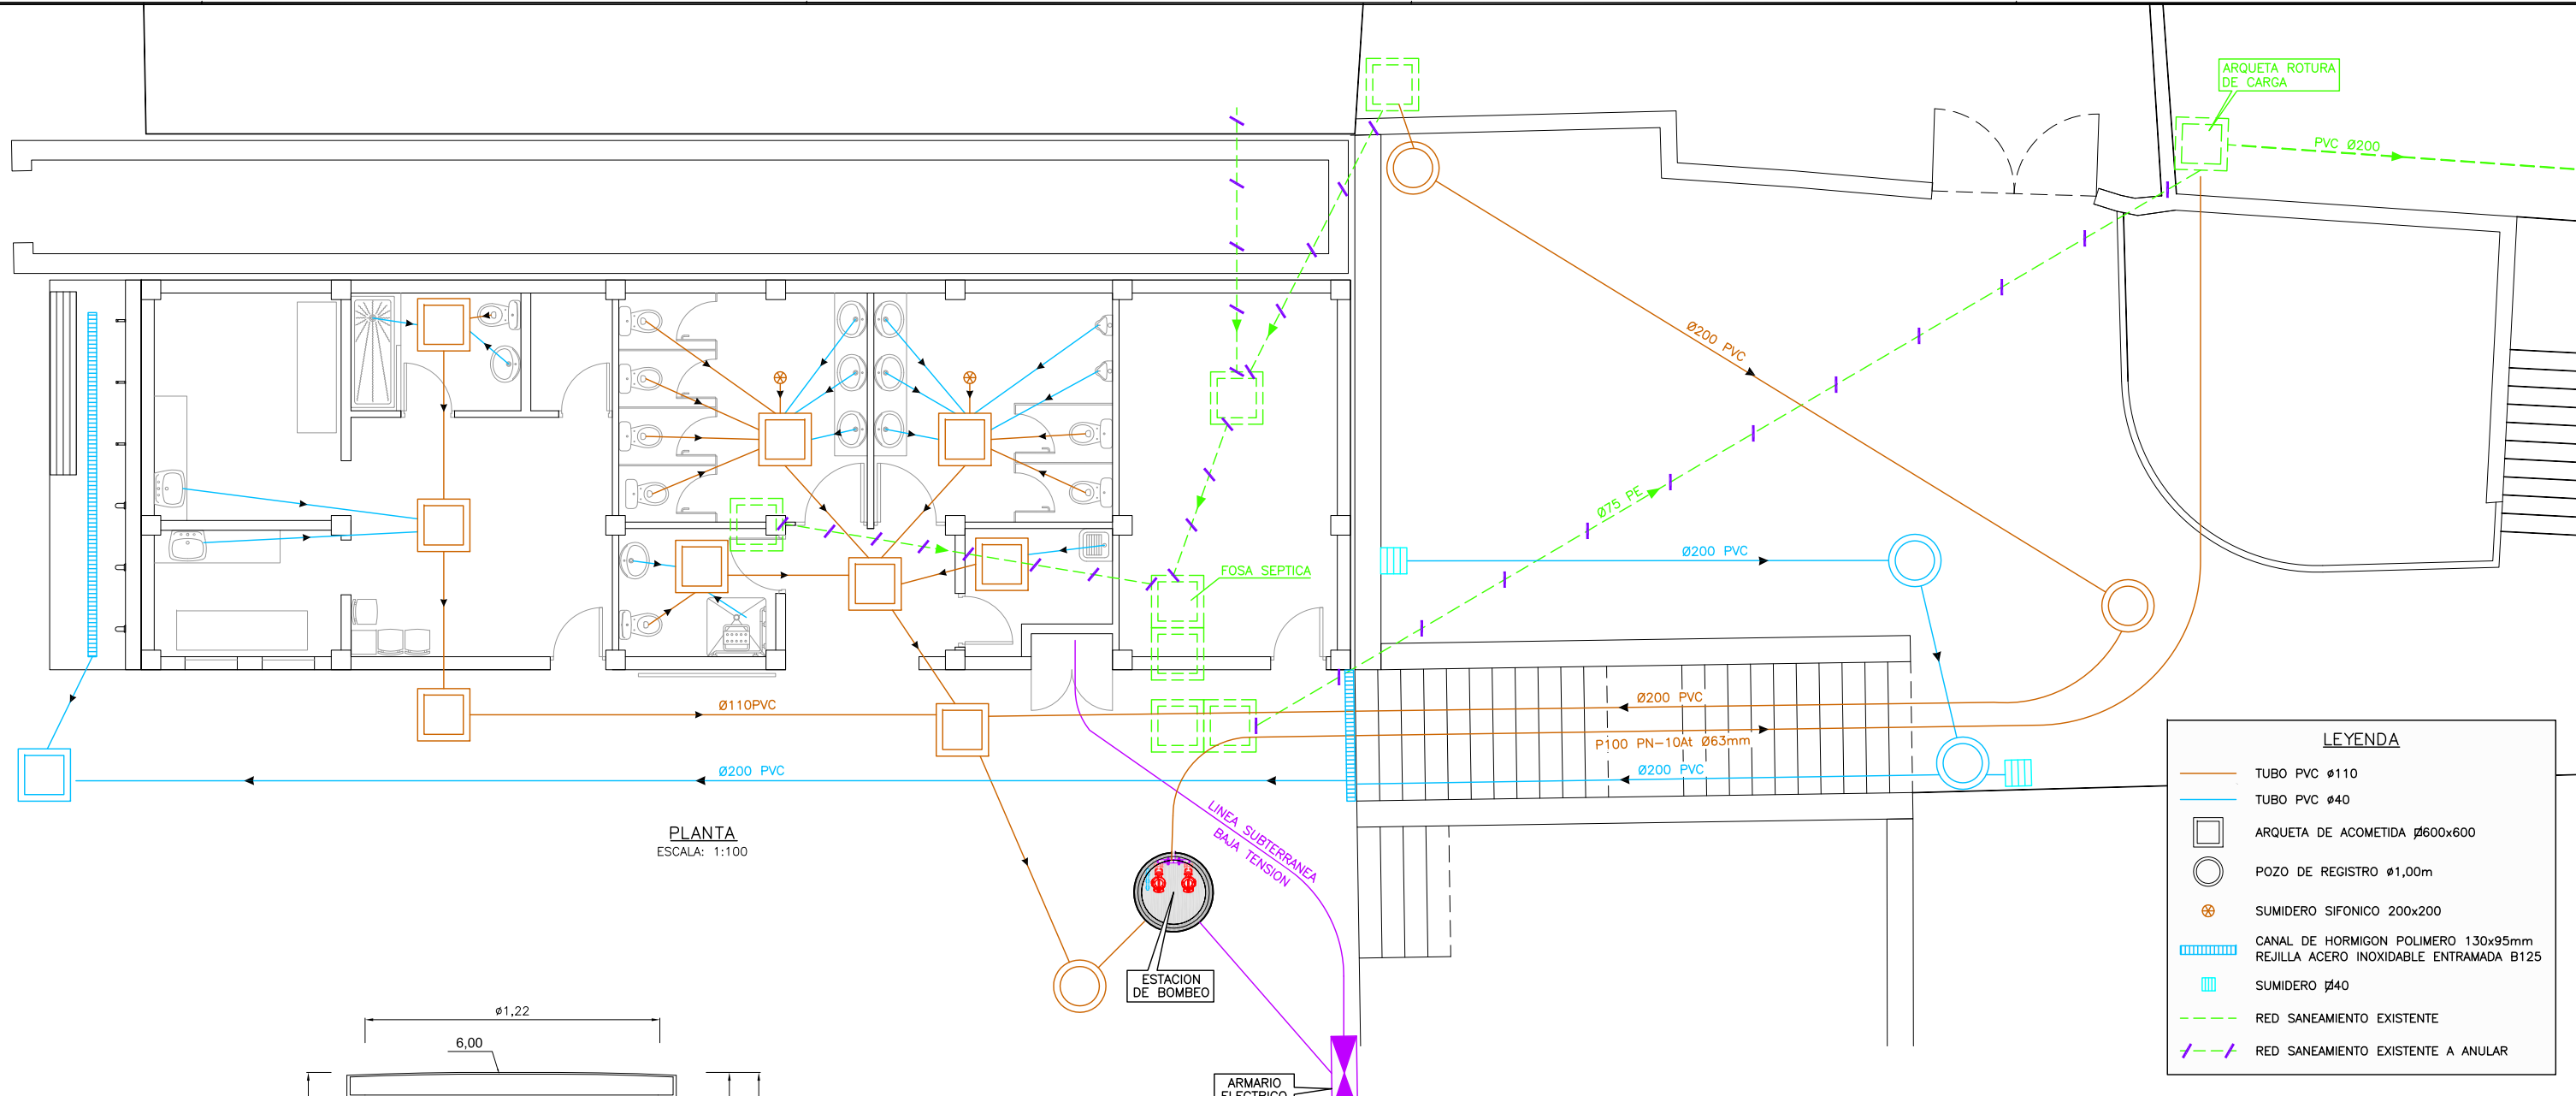 ARQUETA ROTURA
DE CARGA
PVC Ø200
Ø200 PVC
Ø75 PE
Ø200 PVC
FOSA SEPTICA
Ø110PVC
Ø200 PVC
P100 PN-10At Ø63mm
Ø200 PVC
Ø200 PVC
LINEA SUBTERRANEA
BAJA TENSION
PLANTA
ESCALA: 1:100
ESTACION
DE BOMBEO
ø1,22
6,00
ARMARIO
ELECTRICO
LEYENDA
TUBO PVC ø110
TUBO PVC ø40
ARQUETA DE ACOMETIDA Ø600x600
POZO DE REGISTRO ø1,00m
SUMIDERO SIFONICO 200x200
CANAL DE HORMIGON POLIMERO 130x95mm
REJILLA ACERO INOXIDABLE ENTRAMADA B125
SUMIDERO Ø40
RED SANEAMIENTO EXISTENTE
RED SANEAMIENTO EXISTENTE A ANULAR